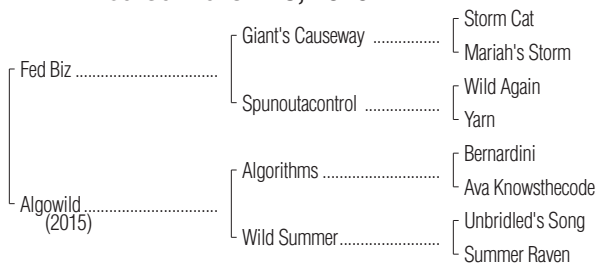 Giant's Causeway ................ Storm Cat
Mariah's Storm
Fed Biz .................................
Spunoutacontrol .................. Wild Again
Yarn
Algorithms ........................... Bernardini
Ava Knowsthecode
Algowild ...............................
(2015)
Wild Summer ........................ Unbridled's Song
Summer Raven